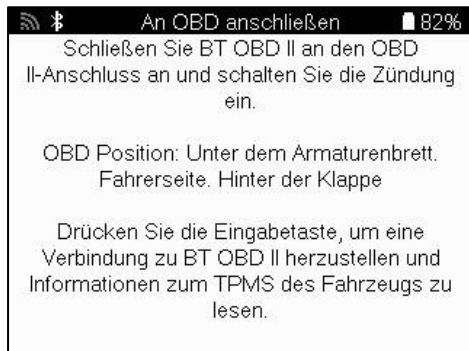 An OBD anschließen 82%
Schließen Sie BT OBD II an den OBD
II-Anschluss an und schalten Sie die Zündung
ein.
OBD Position: Unter dem Armaturenbrett.
Fahrerseite. Hinter der Klappe
Drücken Sie die Eingabetaste, um eine
Verbindung zu BT OBD II herzustellen und
Informationen zum TPMS des Fahrzeugs zu
lesen.